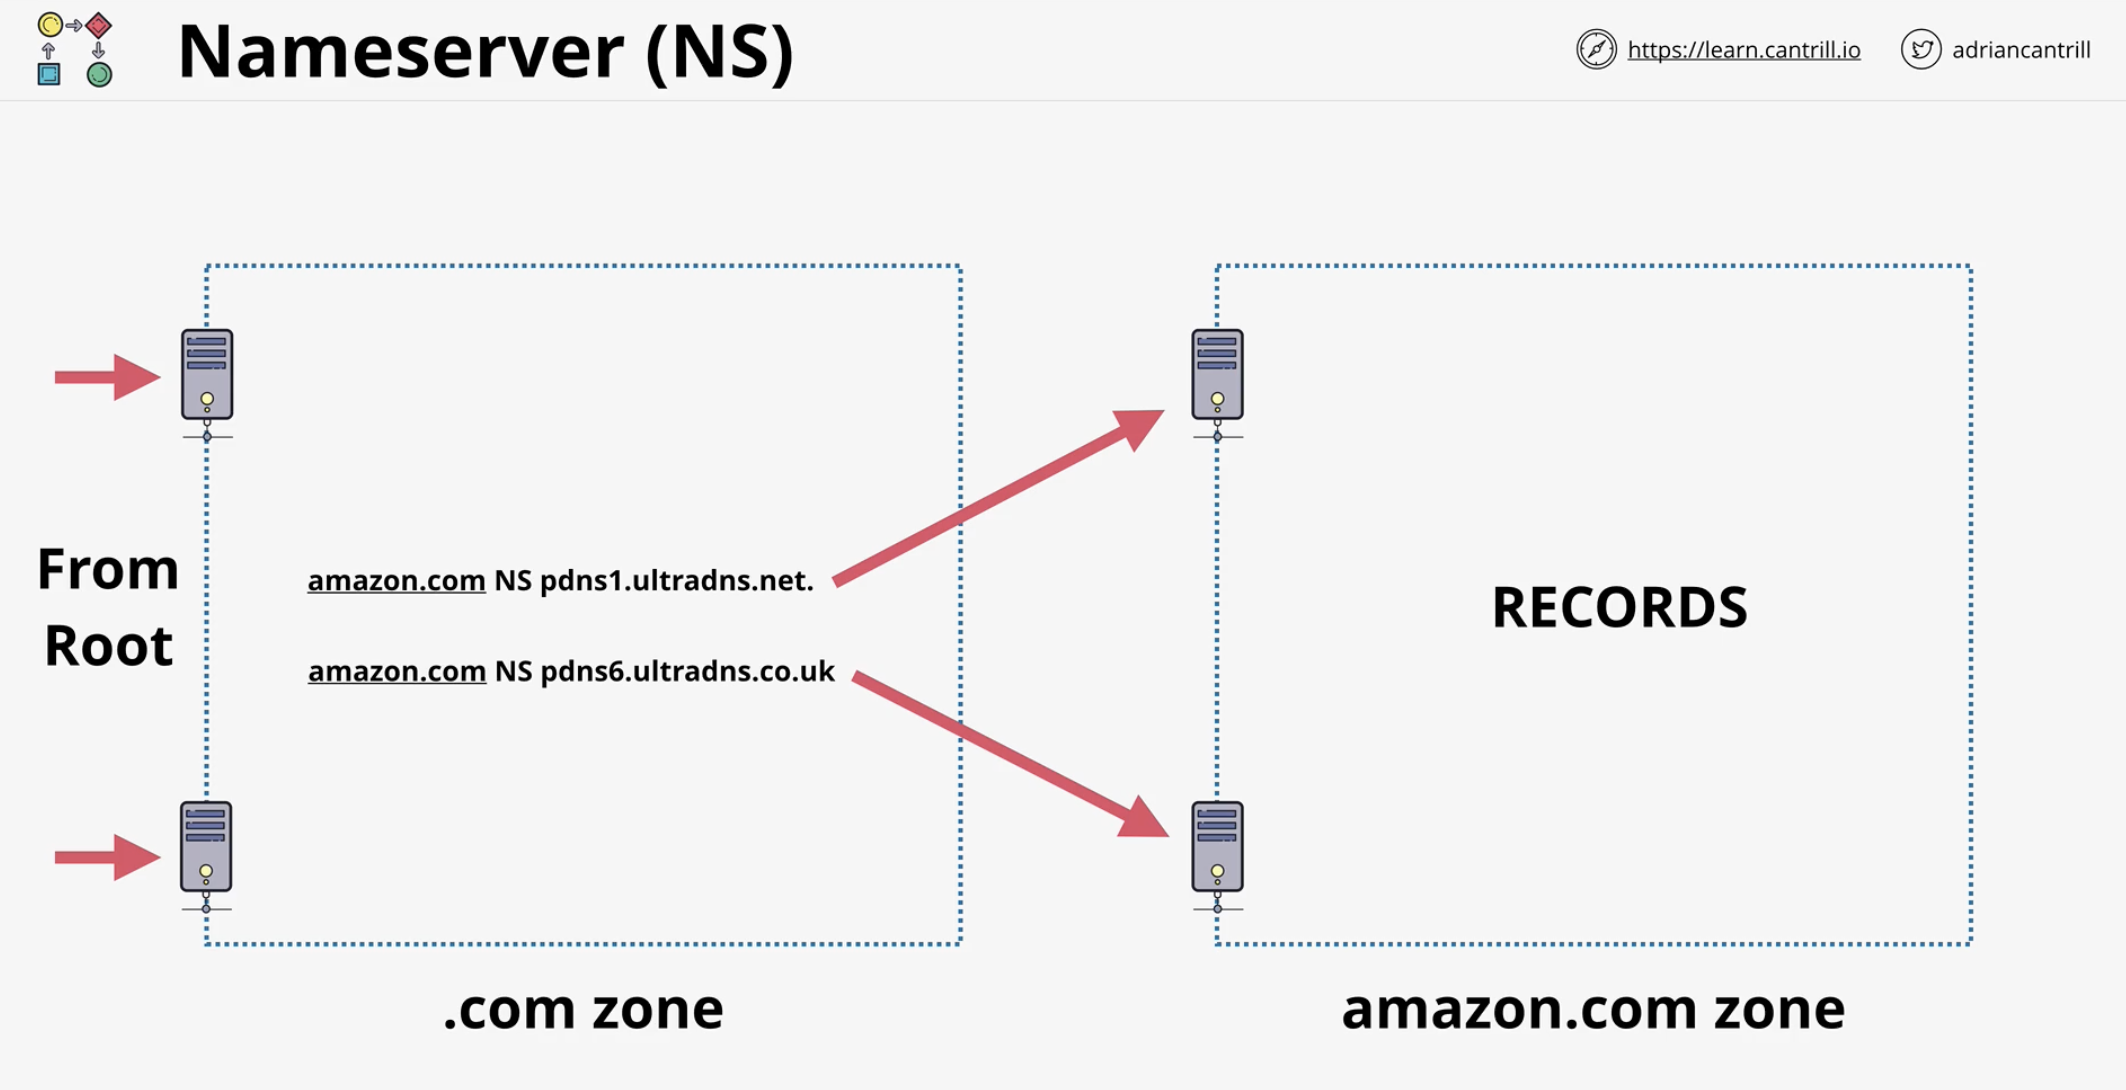 Nameserver (NS)
https://learn.cantrill.io
adriancantrill
From
Root
amazon.com NS pdns1.ultradns.net.
amazon.com NS pdns6.ultradns.co.uk
RECORDS
.com zone
amazon.com zone